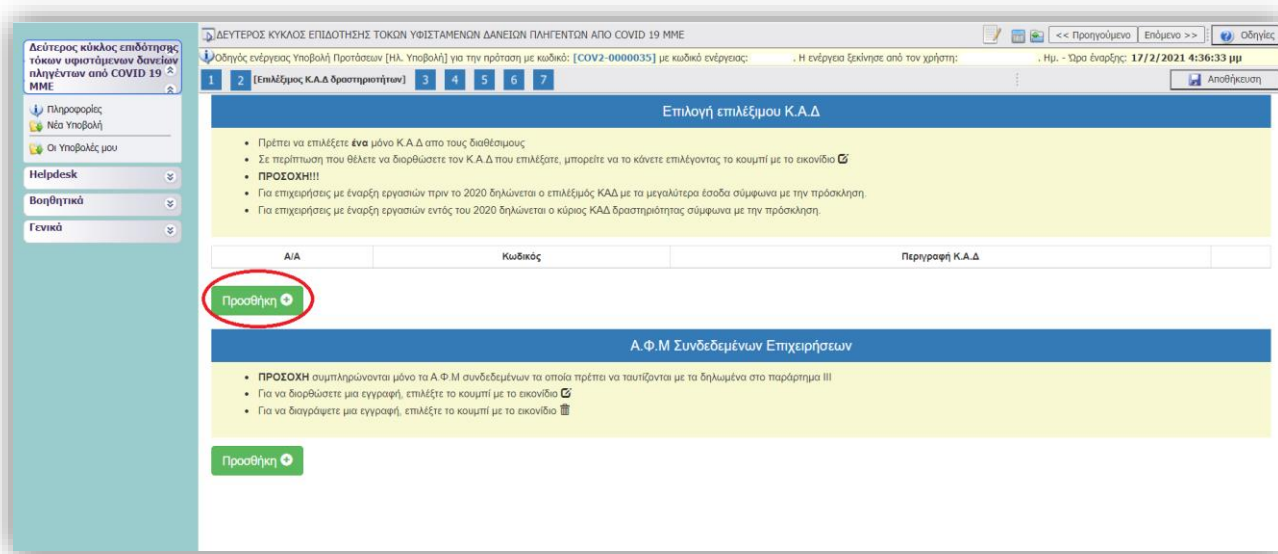 Δεύτερος κύκλος επιδότησης
τόκων υφιστάμενων δανείων
πληγέντων από COVID 19
ΜΜΕ
Πληροφορίες
Νέα Υποβολή
Οι Υποβολές μου
Helpdesk
Βοηθητικά
Γενικά
ΔΕΥΤΕΡΟΣ ΚΥΚΛΟΣ ΕΠΙΔΟΤΗΣΗΣ ΤΟΚΩΝ ΥΦΙΣΤΑΜΕΝΩΝ ΔΑΝΕΙΩΝ ΠΛΗΓΕΝΤΩΝ ΑΠΟ COVID 19 ΜΜΕ
<< Προηγούμενο Επόμενο >> Οδηγίες
Οδηγός ενέργειας Υποβολή Προτάσεων [Ηλ. Υποβολή] για την πρόταση με κωδικό: [COV2-0000035] με κωδικό ενέργειας: . Η ενέργεια ξεκίνησε από τον χρήστη: . Ημ. - Ώρα έναρξης: 17/2/2021 4:36:33 μμ
1 2 [Επιλέξιμος Κ.Α.Δ δραστηριοτήτων] 3 4 5 6 7 Αποθήκευση
Επιλογή επιλέξιμου Κ.Α.Δ
• Πρέπει να επιλέξετε ένα μόνο Κ.Α.Δ απο τους διαθέσιμους
• Σε περίπτωση που θέλετε να διορθώσετε τον Κ.Α.Δ που επιλέξατε, μπορείτε να το κάνετε επιλέγοντας το κουμπί με το εικονίδιο
• ΠΡΟΣΟΧΗ!!!
• Για επιχειρήσεις με έναρξη εργασιών πριν το 2020 δηλώνεται ο επιλέξιμός ΚΑΔ με τα μεγαλύτερα έσοδα σύμφωνα με την πρόσκληση.
• Για επιχειρήσεις με έναρξη εργασιών εντός του 2020 δηλώνεται ο κύριος ΚΑΔ δραστηριότητας σύμφωνα με την πρόσκληση.
Α/Α Κωδικός Περιγραφή Κ.Α.Δ
Προσθήκη
Α.Φ.Μ Συνδεδεμένων Επιχειρήσεων
• ΠΡΟΣΟΧΗ συμπληρώνονται μόνο τα Α.Φ.Μ συνδεδεμένων τα οποία πρέπει να ταυτίζονται με τα δηλωμένα στο παράρτημα ΙΙΙ
• Για να διορθώσετε μια εγγραφή, επιλέξτε το κουμπί με το εικονίδιο
• Για να διαγράψετε μια εγγραφή, επιλέξτε το κουμπί με το εικονίδιο
Προσθήκη